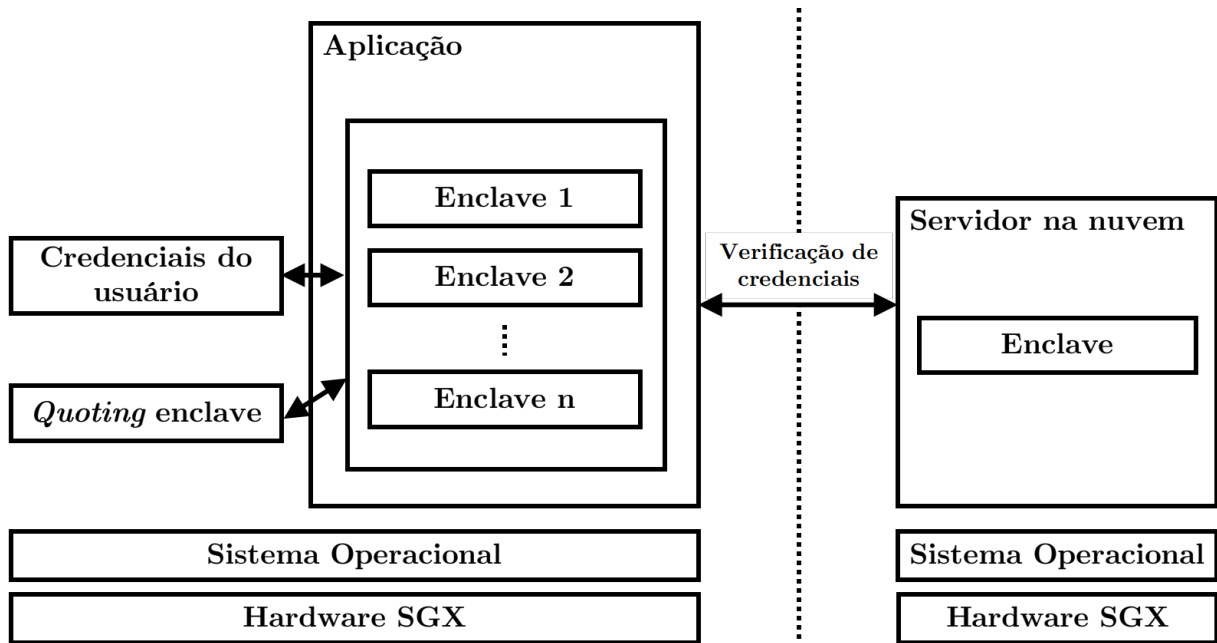 Aplicação
Enclave 1
Enclave 2
Enclave n
Credenciais do
usuário
Quoting enclave
Verificação de
credenciais
Servidor na nuvem
Enclave
Sistema Operacional
Hardware SGX
Sistema Operacional
Hardware SGX